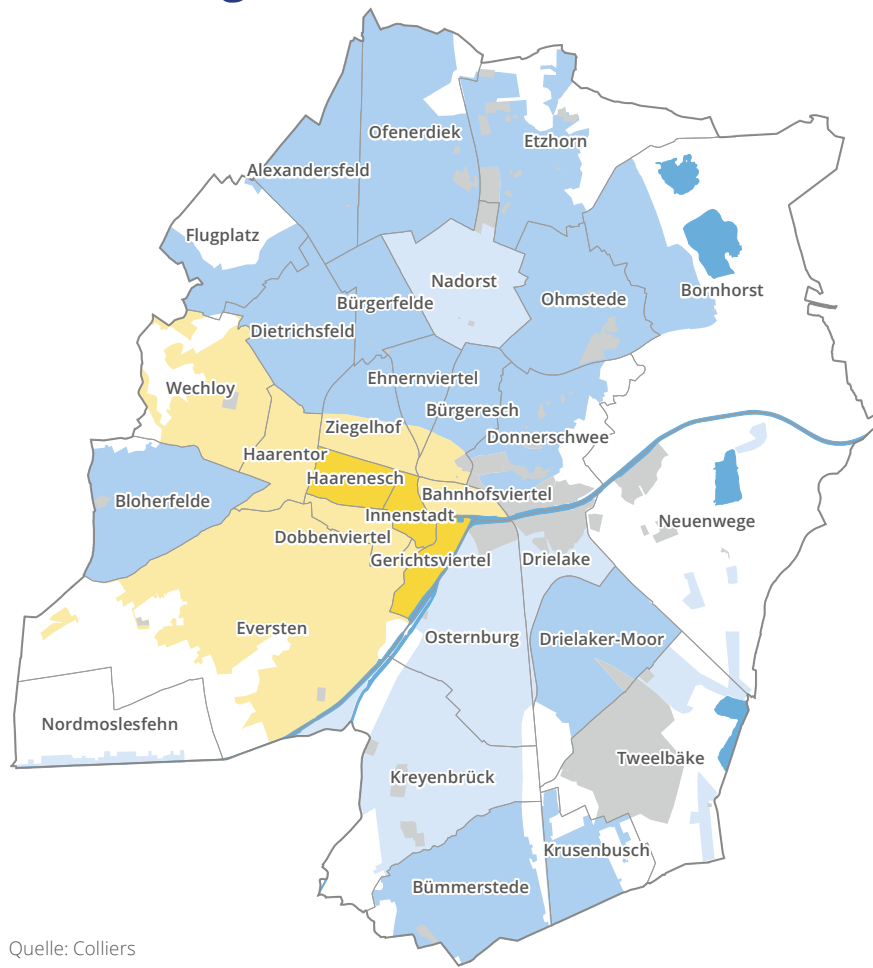 Ofenerdiek
Etzhorn
Alexandersfeld
Flugplatz
Nadorst
Bornhorst
Bürgerfelde
Ohmstede
Dietrichsfeld
Ehnernviertel
Wechloy
Bürgeresch
Ziegelhof
Donnerschwee
Haarentor
Haarenesch
Bahnhofsviertel
Bloherfelde
Innenstadt
Neuenwege
Dobbenviertel
Gerichtsviertel
Drielake
Eversten
Osternburg
Drielaker-Moor
Nordmoslesfehn
Tweelbäke
Kreyenbrück
Krusenbusch
Bümmerstede
Quelle: Colliers